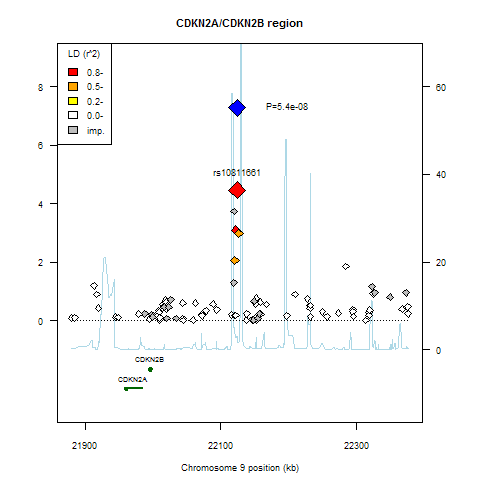 CDKN2A/CDKN2B region
LD (r^2)
0.8-
0.5-
0.2-
0.0-
imp.
P=5.4e-08
rs10811661
8
6
4
2
0
60
40
20
0
CDKN2B
CDKN2A
21900
22100
22300
Chromosome 9 position (kb)